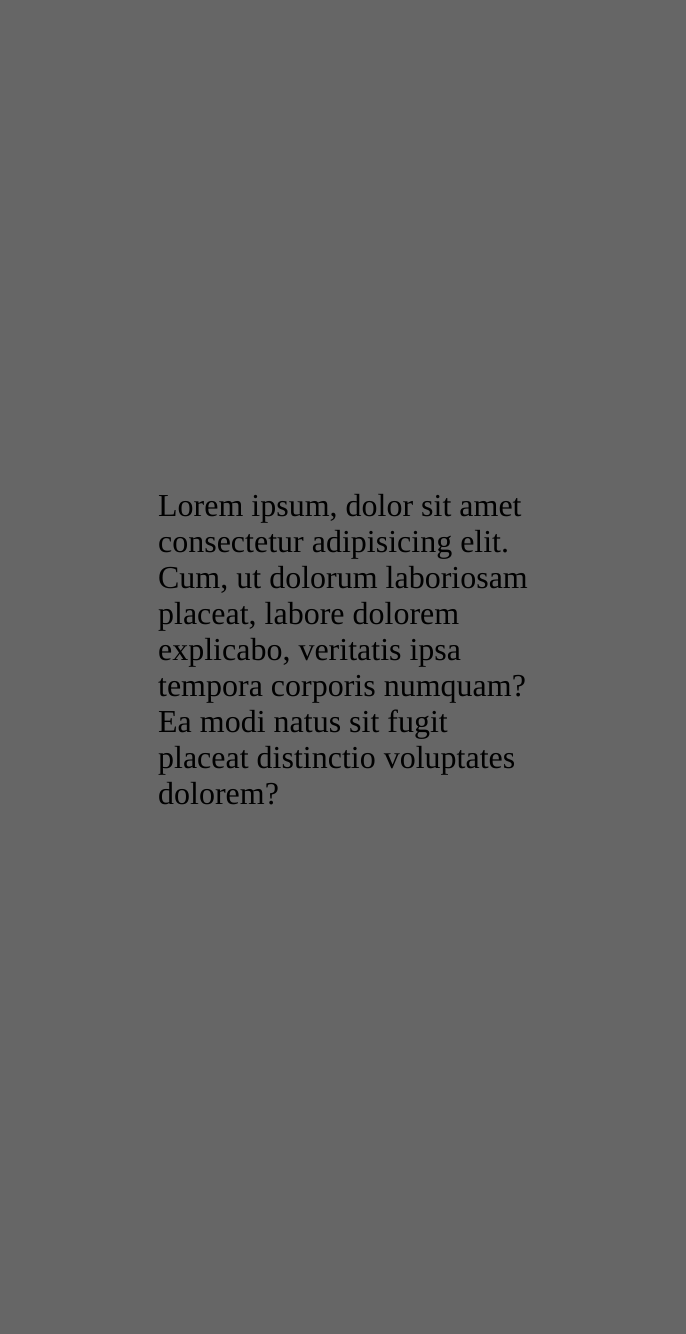 Lorem ipsum, dolor sit amet
consectetur adipisicing elit.
Cum, ut dolorum laboriosam
placeat, labore dolorem
explicabo, veritatis ipsa
tempora corporis numquam?
Ea modi natus sit fugit
placeat distinctio voluptates
dolorem?